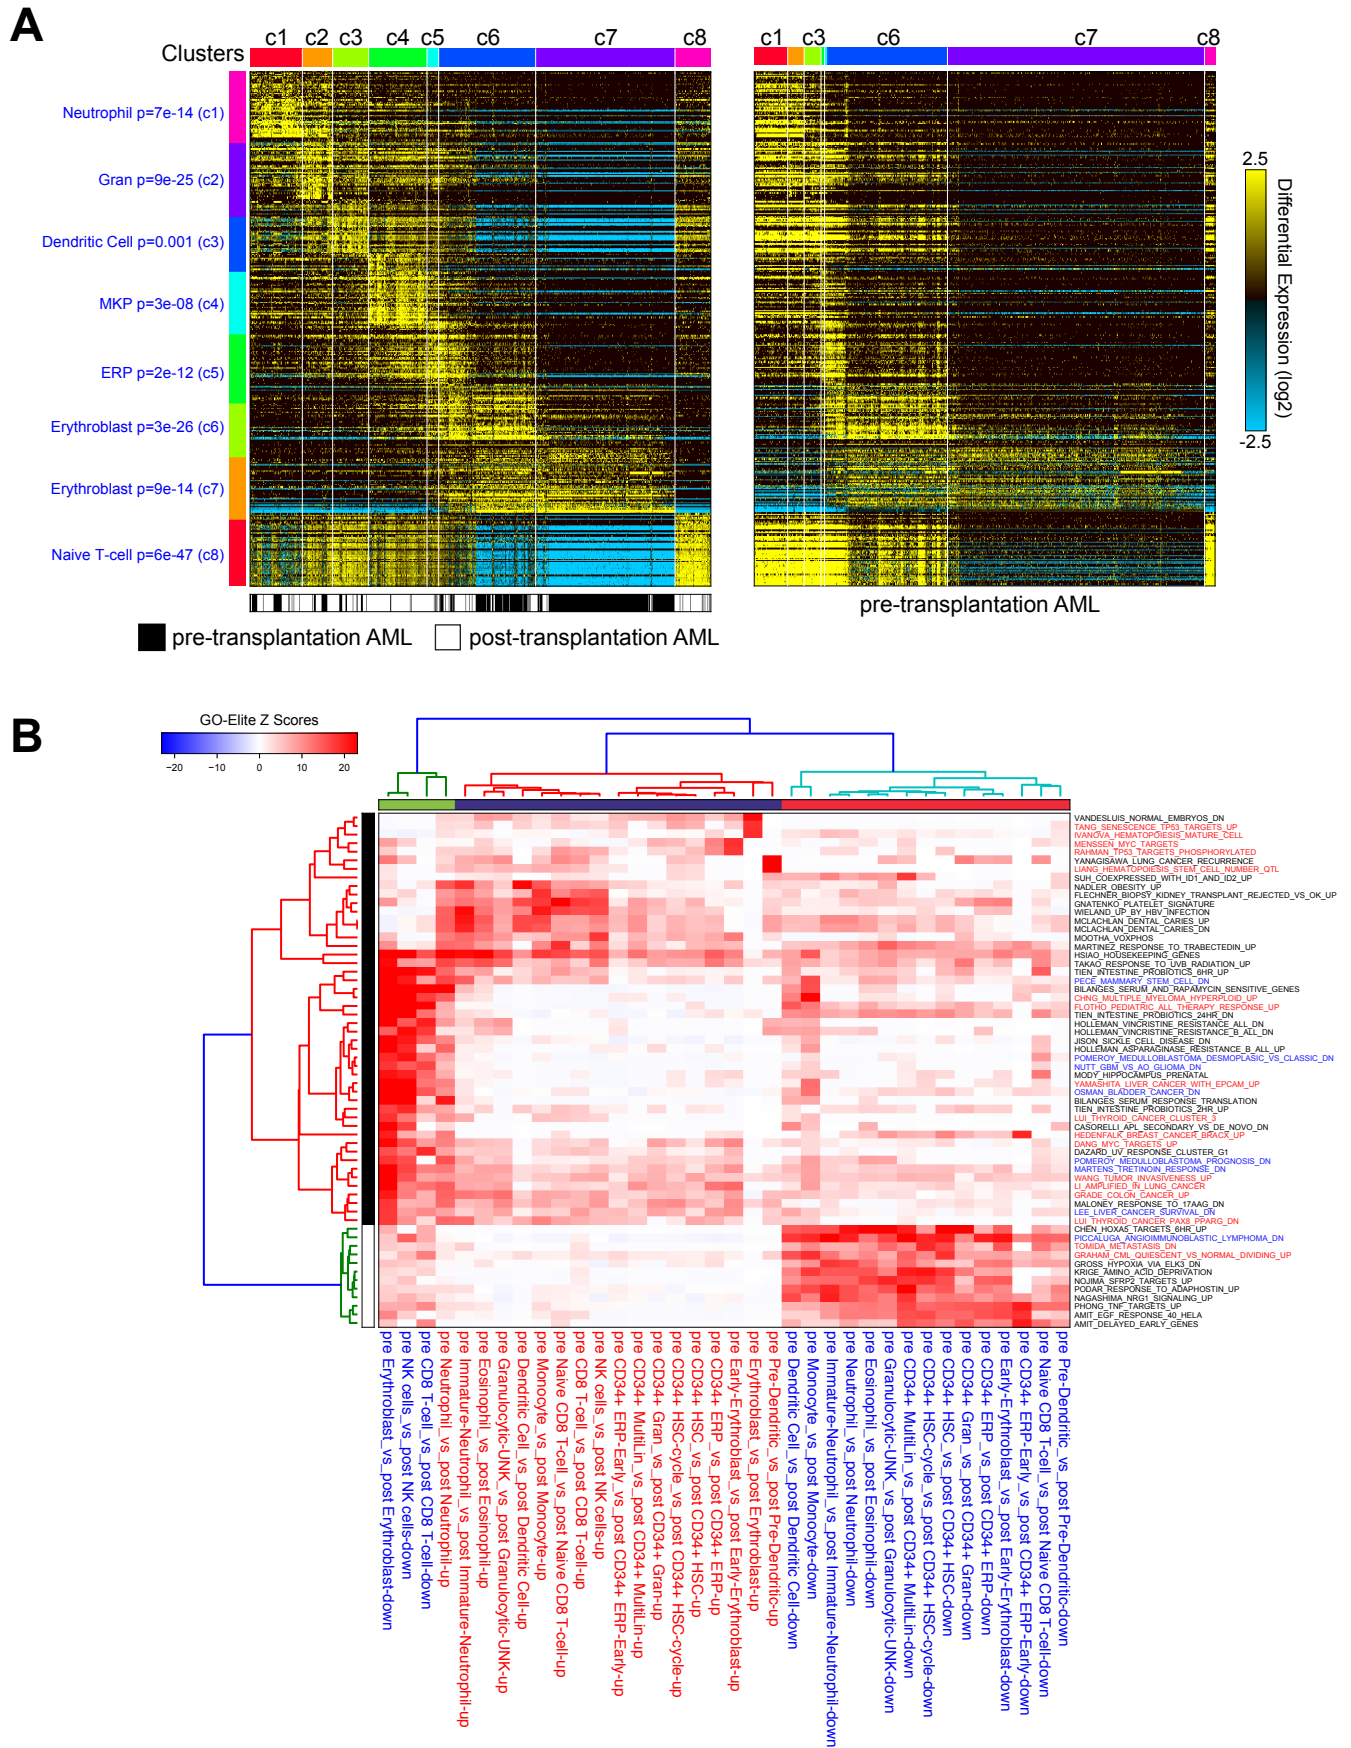 A
Clusters
c1 c2 c3 c4 c5 c6 c7 c8
c1 c3 c6 c7 c8
Neutrophil p=7e-14 (c1)
Gran p=9e-25 (c2)
Dendritic Cell p=0.001 (c3)
MKP p=3e-08 (c4)
ERP p=2e-12 (c5)
Erythroblast p=3e-26 (c6)
Erythroblast p=9e-14 (c7)
Naive T-cell p=6e-47 (c8)
2.5
Differential Expression (log2)
-2.5
pre-transplantation AML
pre-transplantation AML
post-transplantation AML
B
GO-Elite Z Scores
−20 −10 0 10 20
VANDESLUIS_NORMAL_EMBRYOS_DN
TANG_SENESCENCE_TP53_TARGETS_UP
IVANOVA_HEMATOPOIESIS_MATURE_CELL
MENSSEN_MYC_TARGETS
RAHMAN_TP53_TARGETS_PHOSPHORYLATED
YANAGISAWA_LUNG_CANCER_RECURRENCE
LIANG_HEMATOPOIESIS_STEM_CELL_NUMBER_QTL
SUH_COEXPRESSED_WITH_ID1_AND_ID2_UP
NADLER_OBESITY_UP
FLECHNER_BIOPSY_KIDNEY_TRANSPLANT_REJECTED_VS_OK_UP
GNATENKO_PLATELET_SIGNATURE
WIELAND_UP_BY_HBV_INFECTION
MCLACHLAN_DENTAL_CARIES_UP
MCLACHLAN_DENTAL_CARIES_DN
MOOTHA_VOXPHOS
MARTINEZ_RESPONSE_TO_TRABECTEDIN_UP
HSIAO_HOUSEKEEPING_GENES
TAKAO_RESPONSE_TO_UVB_RADIATION_UP
TIEN_INTESTINE_PROBIOTICS_6HR_UP
PECE_MAMMARY_STEM_CELL_DN
BILANGES_SERUM_AND_RAPAMYCIN_SENSITIVE_GENES
CHNG_MULTIPLE_MYELOMA_HYPERPLOID_UP
FLOTHO_PEDIATRIC_ALL_THERAPY_RESPONSE_UP
TIEN_INTESTINE_PROBIOTICS_24HR_DN
HOLLEMAN_VINCRISTINE_RESISTANCE_ALL_DN
HOLLEMAN_VINCRISTINE_RESISTANCE_B_ALL_DN
JISON_SICKLE_CELL_DISEASE_DN
HOLLEMAN_ASPARAGINASE_RESISTANCE_B_ALL_UP
POMEROY_MEDULLOBLASTOMA_DESMOPLASIC_VS_CLASSIC_DN
NUTT_GBM_VS_AO_GLIOMA_DN
MODY_HIPPOCAMPUS_PRENATAL
YAMASHITA_LIVER_CANCER_WITH_EPCAM_UP
OSMAN_BLADDER_CANCER_DN
BILANGES_SERUM_RESPONSE_TRANSLATION
TIEN_INTESTINE_PROBIOTICS_2HR_UP
LUI_THYROID_CANCER_CLUSTER_3
CASORELLI_APL_SECONDARY_VS_DE_NOVO_DN
HEDENFALK_BREAST_CANCER_BRACX_UP
DANG_MYC_TARGETS_UP
DAZARD_UV_RESPONSE_CLUSTER_G1
POMEROY_MEDULLOBLASTOMA_PROGNOSIS_DN
MARTENS_TRETINOIN_RESPONSE_DN
WANG_TUMOR_INVASIVENESS_UP
LI_AMPLIFIED_IN_LUNG_CANCER
GRADE_COLON_CANCER_UP
MALONEY_RESPONSE_TO_17AAG_DN
LEE_LIVER_CANCER_SURVIVAL_DN
LUI_THYROID_CANCER_PAX8_PPARG_DN
CHEN_HOXA5_TARGETS_6HR_UP
PICCALUGA_ANGIOIMMUNOBLASTIC_LYMPHOMA_DN
TOMIDA_METASTASIS_DN
GRAHAM_CML_QUIESCENT_VS_NORMAL_DIVIDING_UP
GROSS_HYPOXIA_VIA_ELK3_DN
KRIGE_AMINO_ACID_DEPRIVATION
NOJIMA_SFRP2_TARGETS_UP
PODAR_RESPONSE_TO_ADAPHOSTIN_UP
NAGASHIMA_NRG1_SIGNALING_UP
PHONG_TNF_TARGETS_UP
AMIT_EGF_RESPONSE_40_HELA
AMIT_DELAYED_EARLY_GENES
pre Erythroblast_vs_post Erythroblast-down
pre NK cells_vs_post NK cells-down
pre CD8 T-cell_vs_post CD8 T-cell-down
pre Neutrophil_vs_post Neutrophil-up
pre Immature-Neutrophil_vs_post Immature-Neutrophil-up
pre Eosinophil_vs_post Eosinophil-up
pre Granulocytic-UNK_vs_post Granulocytic-UNK-up
pre Dendritic Cell_vs_post Dendritic Cell-up
pre Monocyte_vs_post Monocyte-up
pre Naive CD8 T-cell_vs_post Naive CD8 T-cell-up
pre CD8 T-cell_vs_post CD8 T-cell-up
pre NK cells_vs_post NK cells-up
pre CD34+ ERP-Early_vs_post CD34+ ERP-Early-up
pre CD34+ MultiLin_vs_post CD34+ MultiLin-up
pre CD34+ Gran_vs_post CD34+ Gran-up
pre CD34+ HSC-cycle_vs_post CD34+ HSC-cycle-up
pre CD34+ HSC_vs_post CD34+ HSC-up
pre CD34+ ERP_vs_post CD34+ ERP-up
pre Early-Erythroblast_vs_post Early-Erythroblast-up
pre Erythroblast_vs_post Erythroblast-up
pre Pre-Dendritic_vs_post Pre-Dendritic-up
pre Dendritic Cell_vs_post Dendritic Cell-down
pre Monocyte_vs_post Monocyte-down
pre Immature-Neutrophil_vs_post Immature-Neutrophil-down
pre Neutrophil_vs_post Neutrophil-down
pre Eosinophil_vs_post Eosinophil-down
pre Granulocytic-UNK_vs_post Granulocytic-UNK-down
pre CD34+ MultiLin_vs_post CD34+ MultiLin-down
pre CD34+ HSC-cycle_vs_post CD34+ HSC-cycle-down
pre CD34+ HSC_vs_post CD34+ HSC-down
pre CD34+ Gran_vs_post CD34+ Gran-down
pre CD34+ ERP_vs_post CD34+ ERP-down
pre Early-Erythroblast_vs_post Early-Erythroblast-down
pre CD34+ ERP-Early_vs_post CD34+ ERP-Early-down
pre Naive CD8 T-cell_vs_post Naive CD8 T-cell-down
pre Pre-Dendritic_vs_post Pre-Dendritic-down